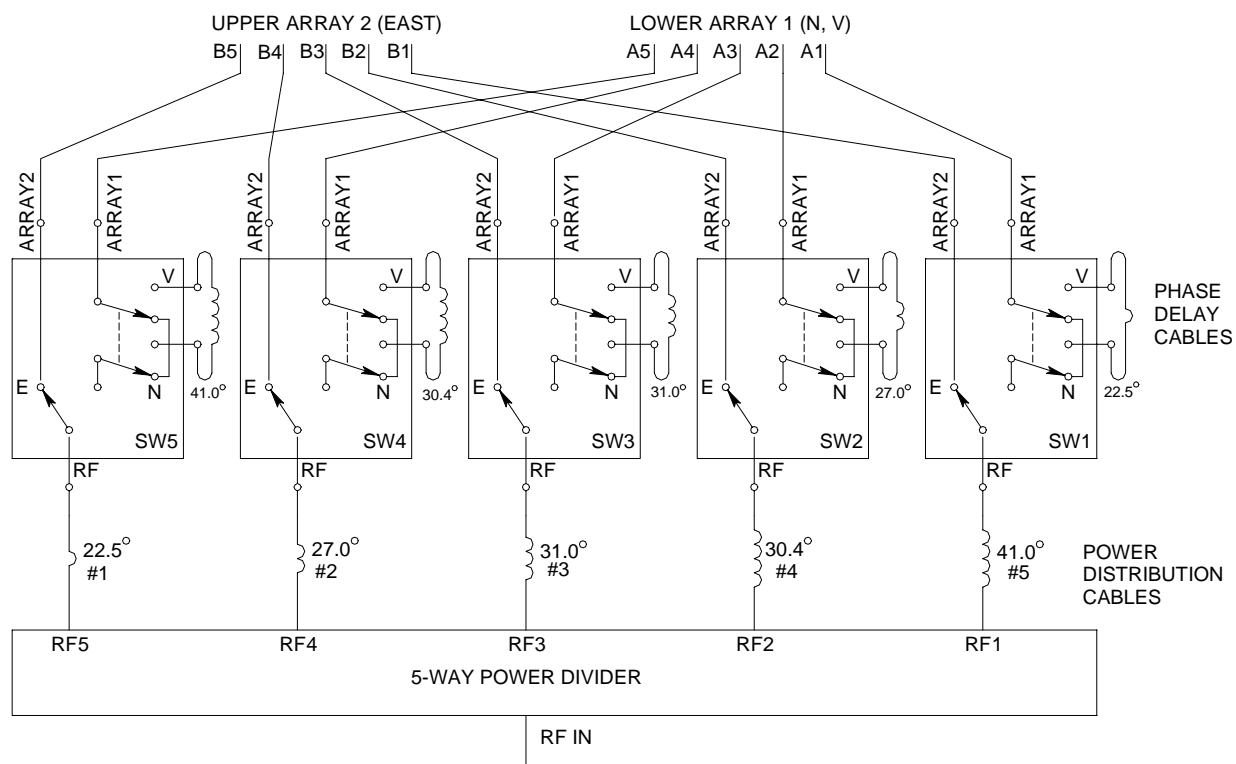 UPPER ARRAY 2 (EAST)
LOWER ARRAY 1 (N, V)
B5 B4 B3 B2 B1
A5 A4 A3 A2 A1
ARRAY2 ARRAY1
ARRAY2 ARRAY1
ARRAY2 ARRAY1
ARRAY2 ARRAY1
ARRAY2 ARRAY1
V V V V V
PHASE
DELAY
CABLES
E N 41.0°
E N 30.4°
E N 31.0°
E N 27.0°
E N 22.5°
SW5 SW4 SW3 SW2 SW1
RF RF RF RF RF
22.5° 27.0° 31.0° 30.4° 41.0°
#1 #2 #3 #4 #5
POWER
DISTRIBUTION
CABLES
RF5 RF4 RF3 RF2 RF1
5-WAY POWER DIVIDER
RF IN